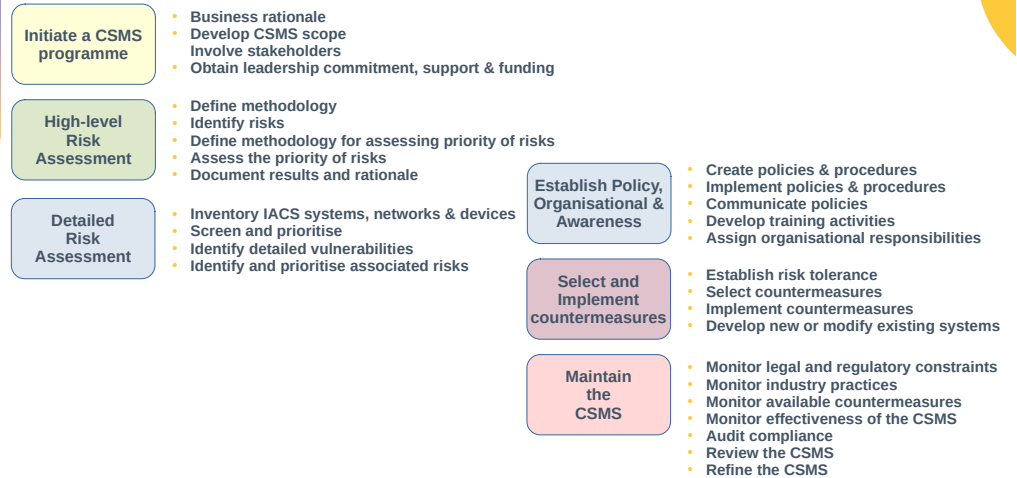 Initiate a CSMS
programme
• Business rationale
• Develop CSMS scope
Involve stakeholders
• Obtain leadership commitment, support & funding
High-level
Risk
Assessment
• Define methodology
• Identify risks
• Define methodology for assessing priority of risks
• Assess the priority of risks
• Document results and rationale
Detailed
Risk
Assessment
• Inventory IACS systems, networks & devices
• Screen and prioritise
• Identify detailed vulnerabilities
• Identify and prioritise associated risks
Establish Policy,
Organisational &
Awareness
• Create policies & procedures
• Implement policies & procedures
• Communicate policies
• Develop training activities
• Assign organisational responsibilities
Select and
Implement
countermeasures
• Establish risk tolerance
• Select countermeasures
• Implement countermeasures
• Develop new or modify existing systems
Maintain
the
CSMS
• Monitor legal and regulatory constraints
• Monitor industry practices
• Monitor available countermeasures
• Monitor effectiveness of the CSMS
• Audit compliance
• Review the CSMS
• Refine the CSMS